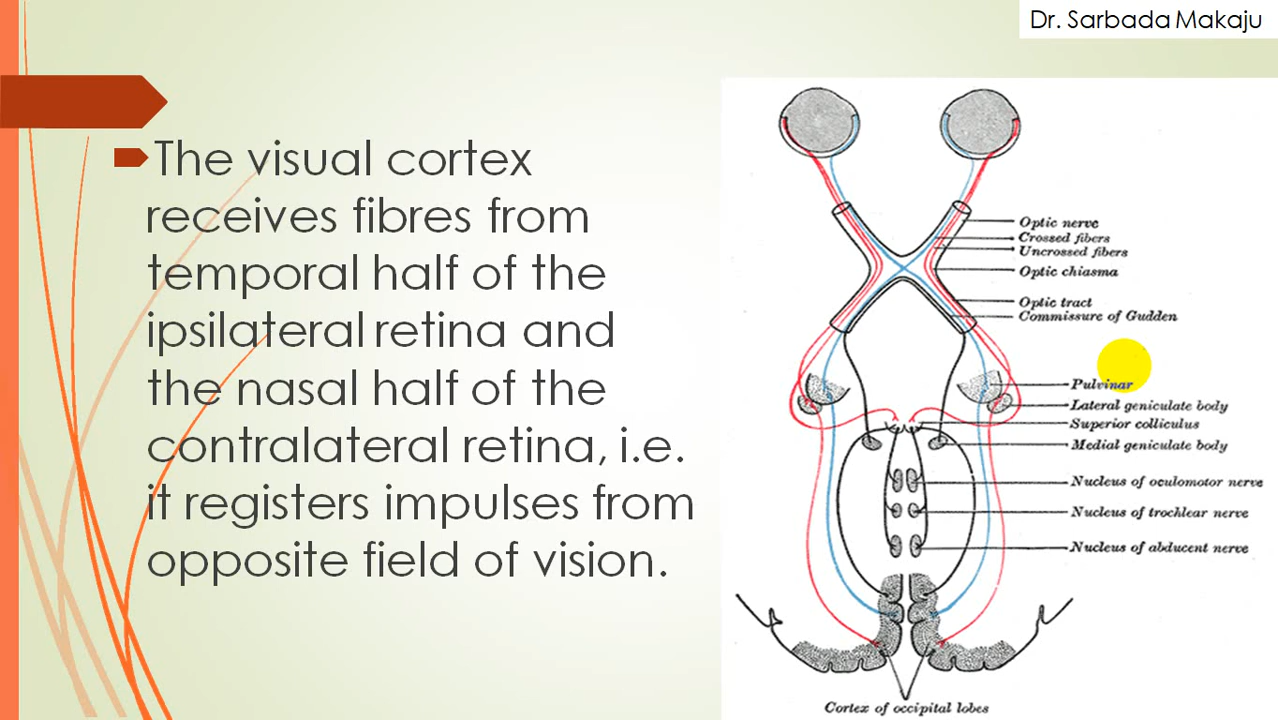 Dr. Sarbada Makaju
The visual cortex
receives fibres from
temporal half of the
ipsilateral retina and
the nasal half of the
contralateral retina, i.e.
it registers impulses from
opposite field of vision.
Optic nerve
Crossed fibers
Uncrossed fibers
Optic chiasma
Optic tract
Commissure of Gudden
Pulvinar
Lateral geniculate body
Superior colliculus
Medial geniculate body
Nucleus of oculomotor nerve
Nucleus of trochlear nerve
Nucleus of abducent nerve
Cortex of occipital lobes